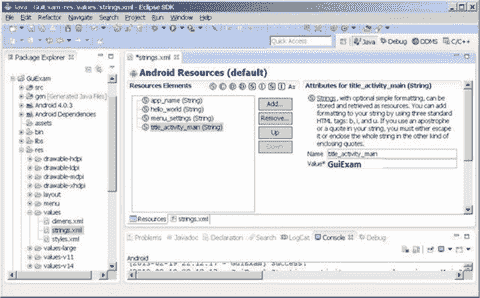 Java - GuiExam/res/values/strings.xml - Eclipse SDK
File Edit Refactor Navigate Search Project Run Window Help
Quick Access
Java Debug DDMS C/C++
Package Explorer
GuiExam
src
gen [Generated Java Files]
Android 4.0.3
Android Dependencies
assets
bin
libs
res
drawable-hdpi
drawable-ldpi
drawable-mdpi
drawable-xhdpi
layout
menu
values
dimens.xml
strings.xml
styles.xml
values-large
values-v11
values-v14
*strings.xml
Android Resources (default)
Resources Elements
Az
app_name (String)
hello_world (String)
menu_settings (String)
title_activity_main (String)
Add...
Remove...
Up
Down
Attributes for title_activity_main (String)
Strings, with optional simple formatting, can be
stored and retrieved as resources. You can add
formatting to your string by using three standard
HTML tags: b, i, and u. If you use an apostrophe
or a quote in your string, you must either escape
it or enclose the whole string in the other kind of
enclosing quotes.
Name title_activity_main
Value* GuiExam
Resources strings.xml
Problems Javadoc Declaration Search LogCat Console Debug
Android